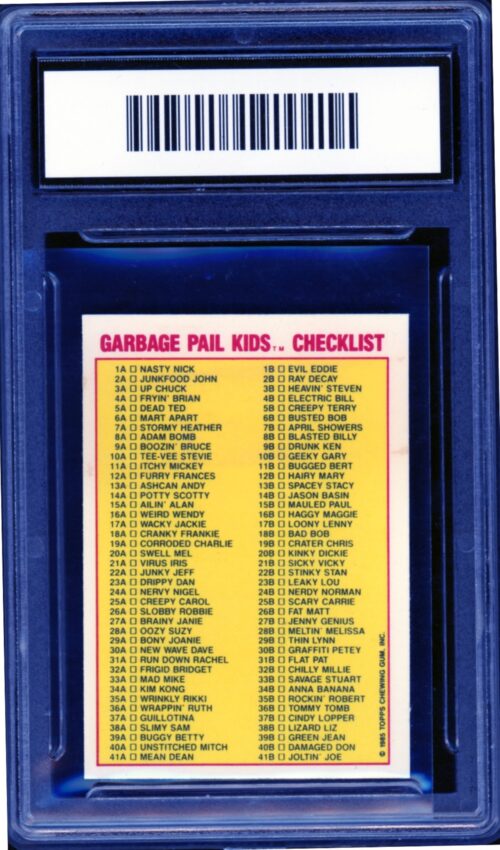 GARBAGE PAIL KIDS™ CHECKLIST
1A □ NASTY NICK
2A □ JUNKFOOD JOHN
3A □ UP CHUCK
4A □ FRYIN' BRIAN
5A □ DEAD TED
6A □ MART APART
7A □ STORMY HEATHER
8A □ ADAM BOMB
9A □ BOOZIN' BRUCE
10A □ TEE-VEE STEVIE
11A □ ITCHY MICKEY
12A □ FURRY FRANCES
13A □ ASHCAN ANDY
14A □ POTTY SCOTTY
15A □ AILIN' ALAN
16A □ WEIRD WENDY
17A □ WACKY JACKIE
18A □ CRANKY FRANKIE
19A □ CORRODED CHARLIE
20A □ SWELL MEL
21A □ VIRUS IRIS
22A □ JUNKY JEFF
23A □ DRIPPY DAN
24A □ NERVY NIGEL
25A □ CREEPY CAROL
26A □ SLOBBY ROBBIE
27A □ BRAINY JANIE
28A □ OOZY SUZY
29A □ BONY JOANIE
30A □ NEW WAVE DAVE
31A □ RUN DOWN RACHEL
32A □ FRIGID BRIDGET
33A □ MAD MIKE
34A □ KIM KONG
35A □ WRINKLY RIKKI
36A □ WRAPPIN' RUTH
37A □ GUILLOTINA
38A □ SLIMY SAM
39A □ BUGGY BETTY
40A □ UNSTITCHED MITCH
41A □ MEAN DEAN
1B □ EVIL EDDIE
2B □ RAY DECAY
3B □ HEAVIN' STEVEN
4B □ ELECTRIC BILL
5B □ CREEPY TERRY
6B □ BUSTED BOB
7B □ APRIL SHOWERS
8B □ BLASTED BILLY
9B □ DRUNK KEN
10B □ GEEKY GARY
11B □ BUGGED BERT
12B □ HAIRY MARY
13B □ SPACEY STACY
14B □ JASON BASIN
15B □ MAULED PAUL
16B □ HAGGY MAGGIE
17B □ LOONY LENNY
18B □ BAD BOB
19B □ CRATER CHRIS
20B □ KINKY DICKIE
21B □ SICKY VICKY
22B □ STINKY STAN
23B □ LEAKY LOU
24B □ NERDY NORMAN
25B □ SCARY CARRIE
26B □ FAT MATT
27B □ JENNY GENIUS
28B □ MELTIN' MELISSA
29B □ THIN LYNN
30B □ GRAFFITI PETEY
31B □ FLAT PAT
32B □ CHILLY MILLIE
33B □ SAVAGE STUART
34B □ ANNA BANANA
35B □ ROCKIN' ROBERT
36B □ TOMMY TOMB
37B □ CINDY LOPPER
38B □ LIZARD LIZ
39B □ GREEN JEAN
40B □ DAMAGED DON
41B □ JOLTIN' JOE
© 1985 TOPPS CHEWING GUM, INC.